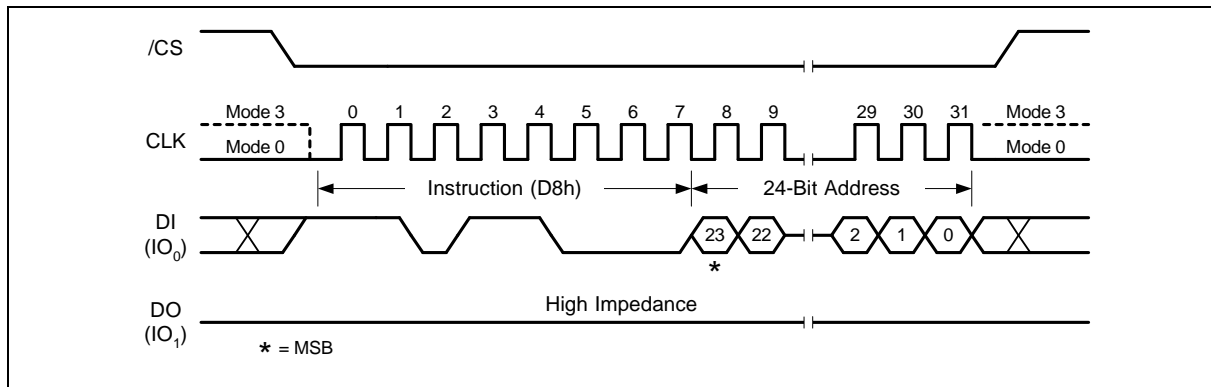 /CS
Mode 3 0 1 2 3 4 5 6 7 8 9 29 30 31 Mode 3
CLK Mode 0 Mode 0
Instruction (D8h) 24-Bit Address
DI
(IO0) 23 22 2 1 0
*
High Impedance
DO
(IO1)
* = MSB